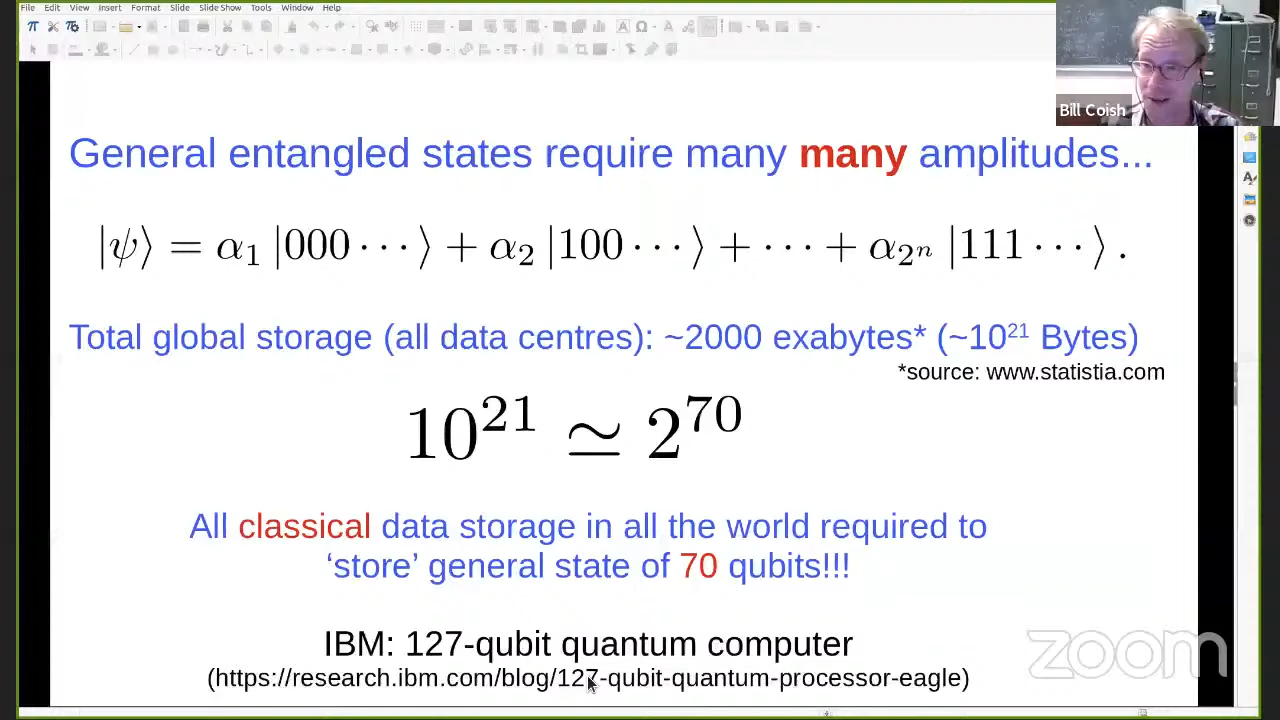 File Edit View Insert Format Slide Slide Show Tools Window Help
Bill Coish
General entangled states require many many amplitudes...
|ψ⟩ = α₁ |000 ⋯ ⟩ + α₂ |100 ⋯ ⟩ + ⋯ + α_{2ⁿ} |111 ⋯ ⟩ .
Total global storage (all data centres): ~2000 exabytes* (~10²¹ Bytes)
*source: www.statistia.com
10²¹ ≃ 2⁷⁰
All classical data storage in all the world required to
‘store’ general state of 70 qubits!!!
IBM: 127-qubit quantum computer
(https://research.ibm.com/blog/127-qubit-quantum-processor-eagle)
zoom